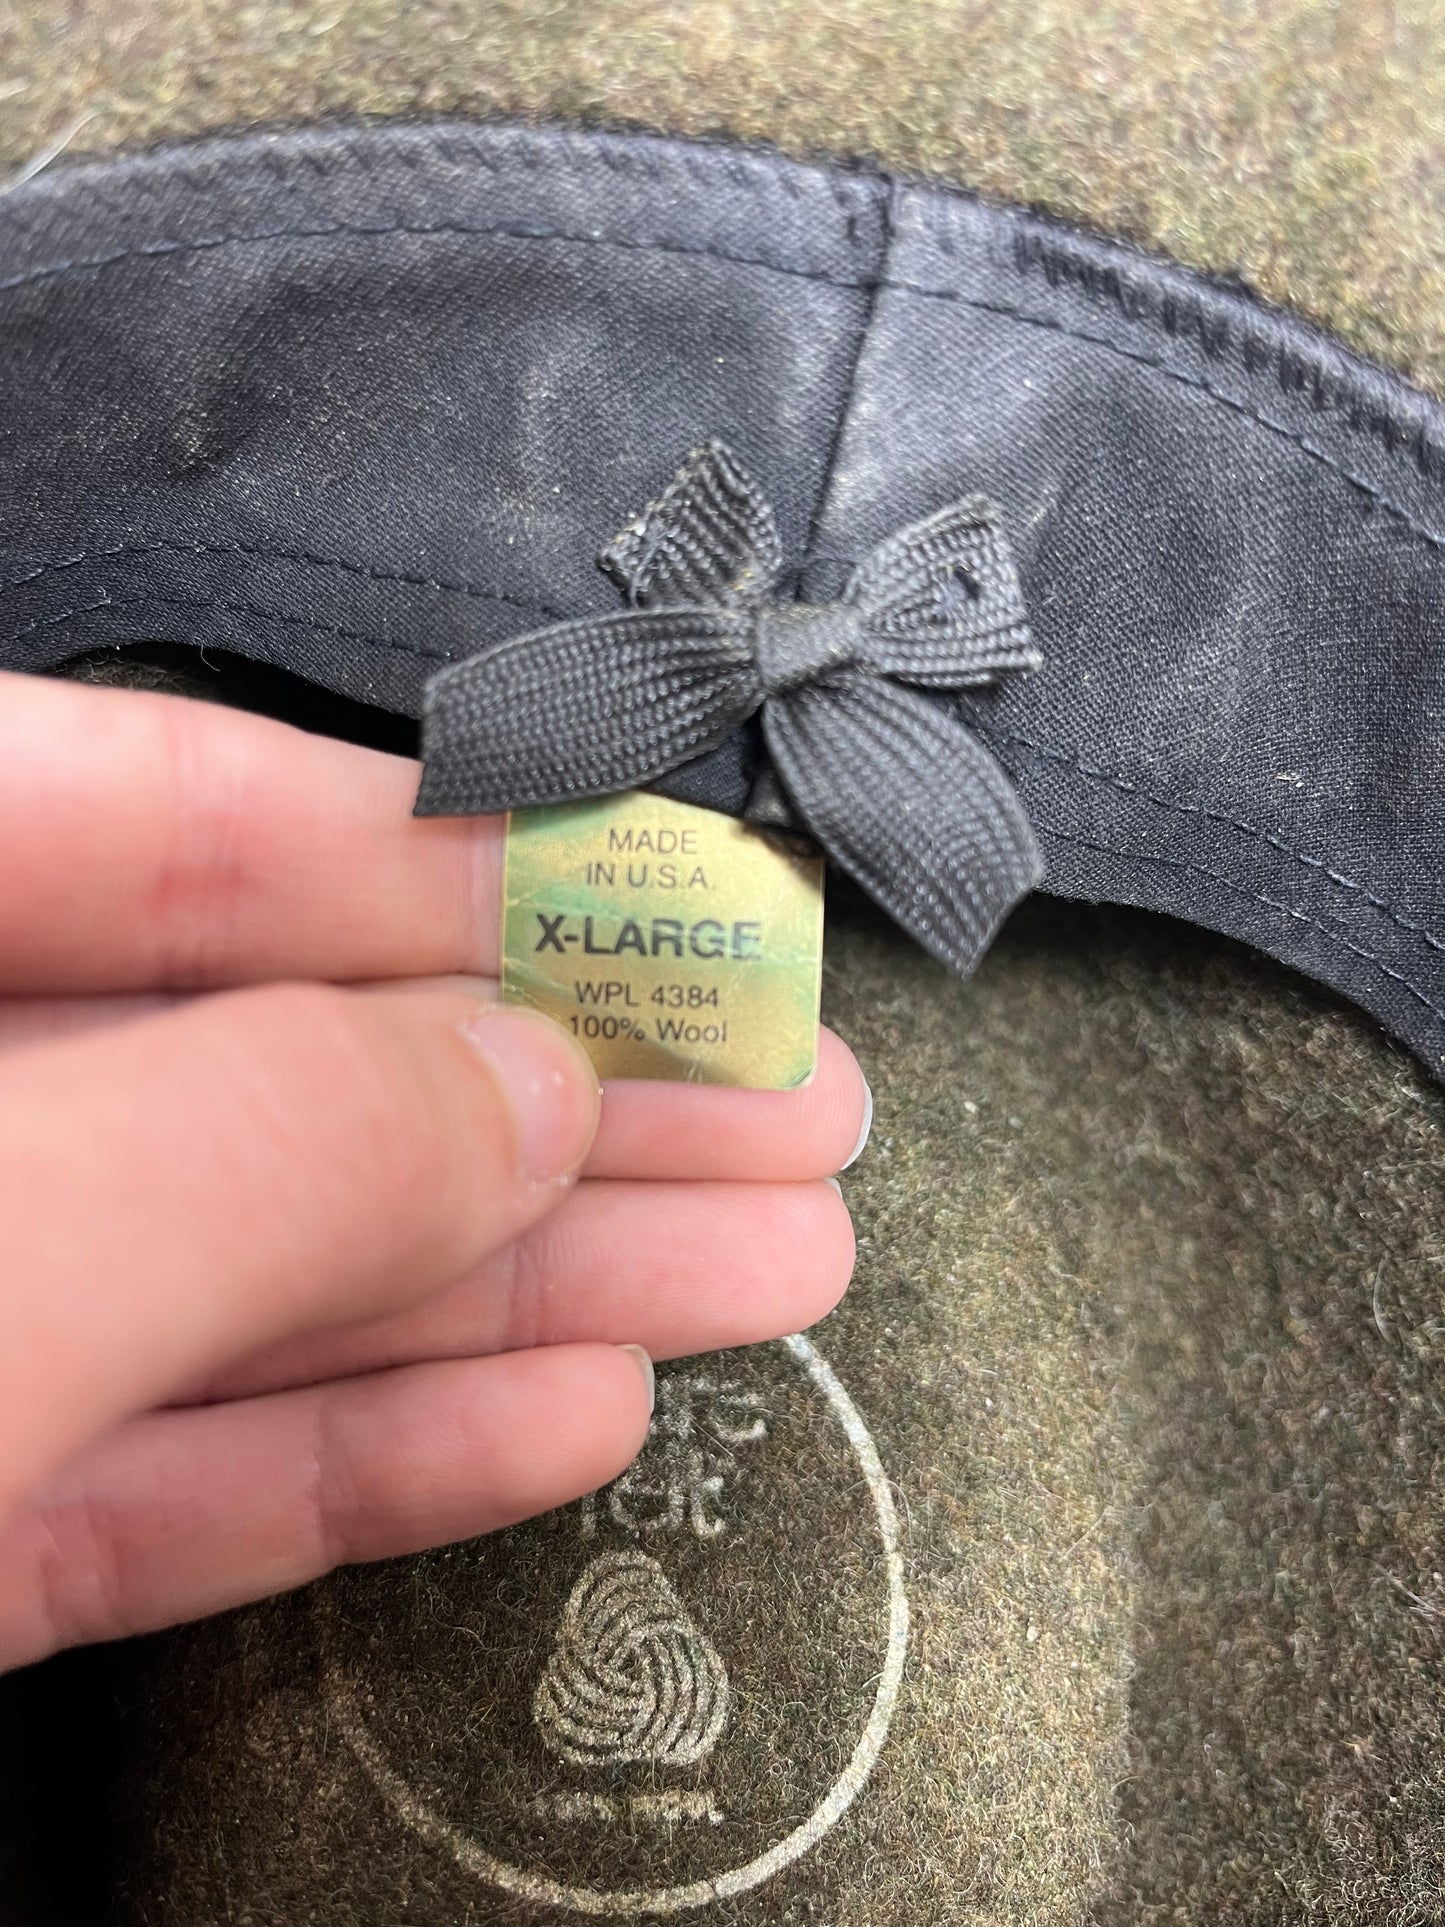 MADE
IN U.S.A.
X-LARGE
WPL 4384
100% Wool